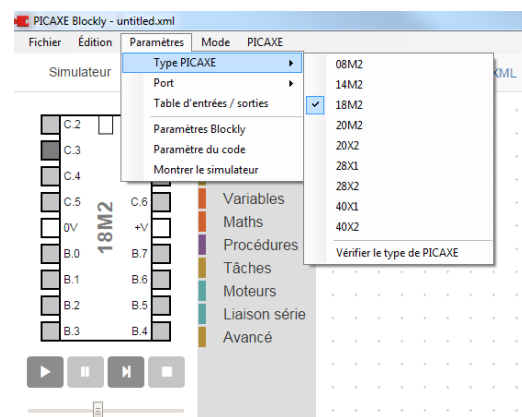 PICAXE Blockly - untitled.xml
Fichier Édition Paramètres Mode PICAXE
Simulateur
XML
Type PICAXE
Port
Table d'entrées / sorties
Paramètres Blockly
Paramètre du code
Montrer le simulateur
08M2
14M2
18M2
20M2
20X2
28X1
28X2
40X1
40X2
Vérifier le type de PICAXE
C.2
C.3
C.4
C.5 C.6
0V +V
18M2
B.0 B.7
B.1 B.6
B.2 B.5
B.3 B.4
Variables
Maths
Procédures
Tâches
Moteurs
Liaison série
Avancé